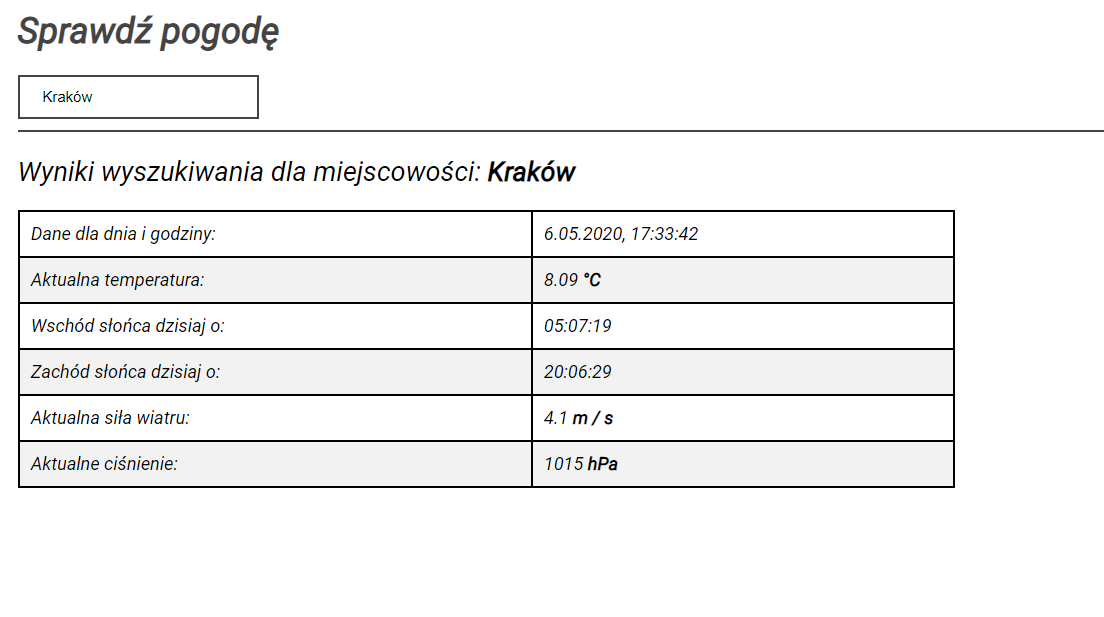 Sprawdź pogodę
Kraków
Wyniki wyszukiwania dla miejscowości: Kraków
Dane dla dnia i godziny: 6.05.2020, 17:33:42
Aktualna temperatura: 8.09 °C
Wschód słońca dzisiaj o: 05:07:19
Zachód słońca dzisiaj o: 20:06:29
Aktualna siła wiatru: 4.1 m / s
Aktualne ciśnienie: 1015 hPa